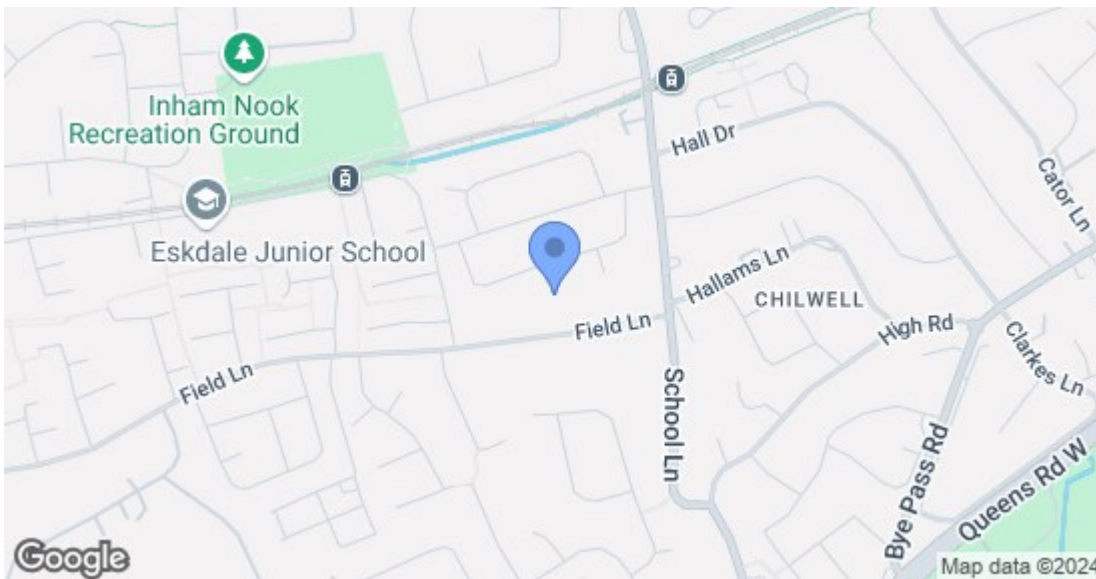 Inham Nook
Recreation Ground
Hall Dr
Cator Ln
Eskdale Junior School
Hallams Ln
CHILWELL
Field Ln
High Rd
Clarkes Ln
Field Ln
School Ln
Bye Pass Rd
Queens Rd W
Google
Map data ©2024